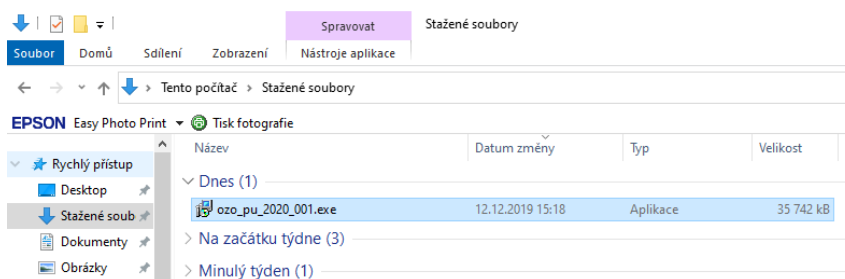 Spravovat Stažené soubory
Soubor Domů Sdílení Zobrazení Nástroje aplikace
Tento počítač › Stažené soubory
EPSON Easy Photo Print Tisk fotografie
Název Datum změny Typ Velikost
Rychlý přístup
Dnes (1)
Desktop
Stažené soub ozo_pu_2020_001.exe 12.12.2019 15:18 Aplikace 35 742 kB
Dokumenty Na začátku týdne (3)
Obrázky Minulý týden (1)